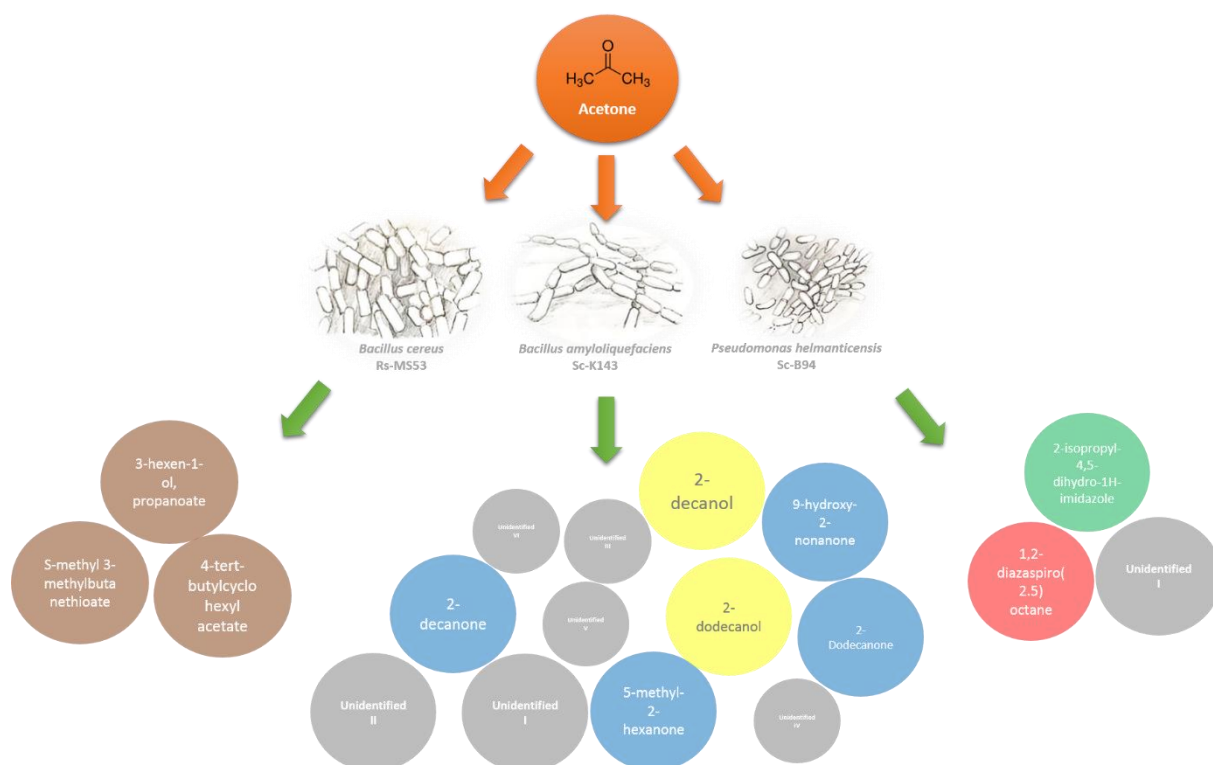 O
H₃C
CH₃
Acetone
Bacillus cereus
Rs-MS53
Bacillus amyloliquefaciens
Sc-K143
Pseudomonas helmanticensis
Sc-B94
3-hexen-1-
ol,
propanoate
S-methyl 3-
methylbuta
nethioate
4-tert-
butylcyclo
hexyl
acetate
Unidentified
VI
Unidentified
III
2-
decanol
9-hydroxy-
2-
nonanone
2-
decanone
Unidentified
V
2-
dodecanol
2-
Dodecanone
Unidentified
II
Unidentified
I
5-methyl-
2-
hexanone
Unidentified
IV
2-isopropyl-
4,5-
dihydro-1H-
imidazole
1,2-
diazaspiro(
2.5)
octane
Unidentified
I